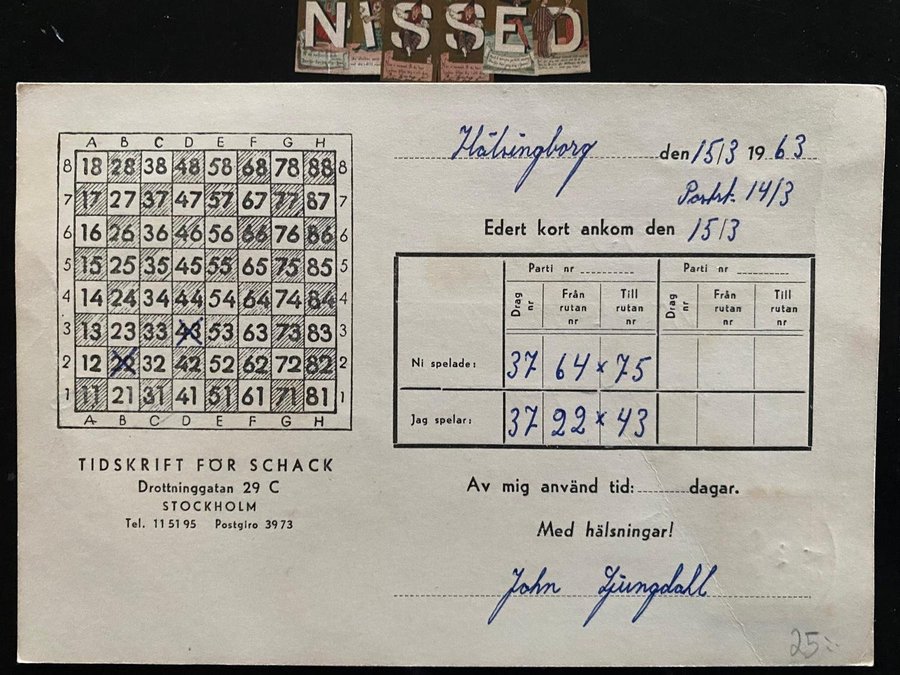 NISSED
A B C D E F G H
8 18 28 38 48 58 68 78 88 8
7 17 27 37 47 57 67 77 87 7
6 16 26 36 46 56 66 76 86 6
5 15 25 35 45 55 65 75 85 5
4 14 24 34 44 54 64 74 84 4
3 13 23 33 43 53 63 73 83 3
2 12 22 32 42 52 62 72 82 2
1 11 21 31 41 51 61 71 81 1
A B C D E F G H
TIDSKRIFT FÖR SCHACK
Drottninggatan 29 C
STOCKHOLM
Tel. 11 51 95 Postgiro 39 73
Hälsingborg den 15/3 1963
14/3
Edert kort ankom den 15/3
Parti nr Parti nr
Drag nr Från rutan nr Till rutan nr Drag nr Från rutan nr Till rutan nr
Ni spelade: 37 64 x 75
Jag spelar: 37 22 x 43
Av mig använd tid: dagar.
Med hälsningar!
John Ljungdahl
25:-